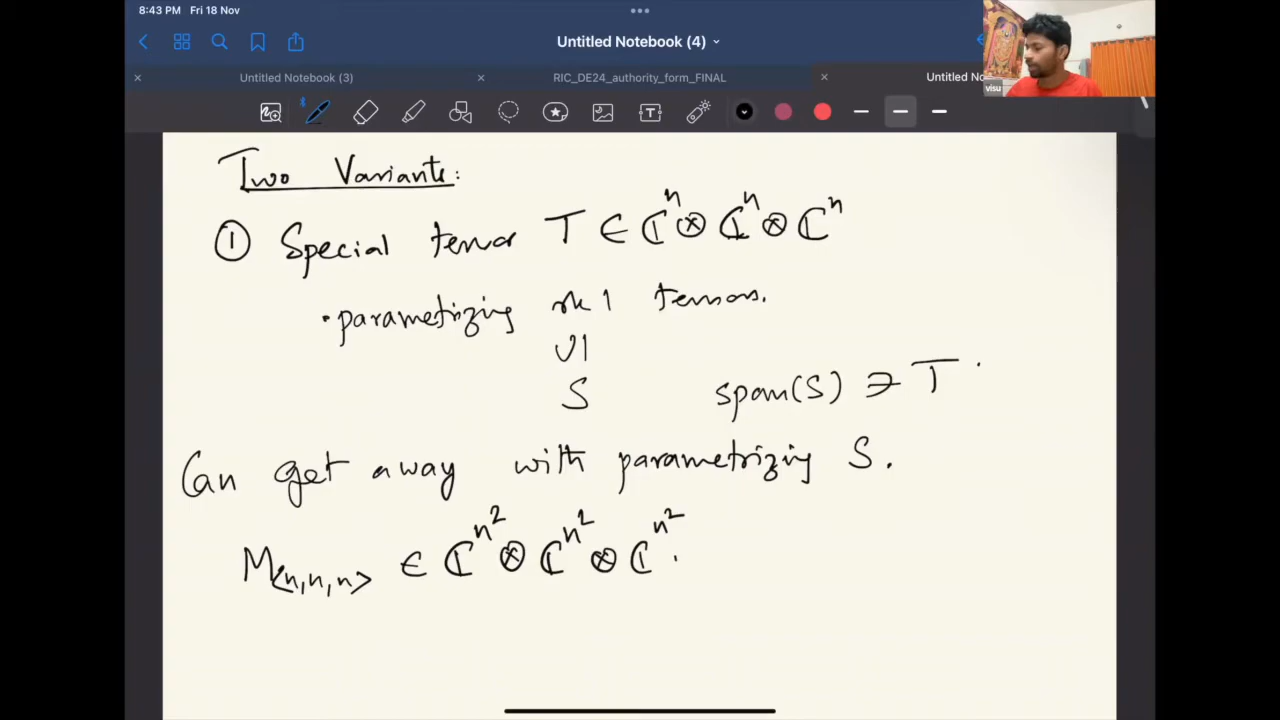 8:43 PM Fri 18 Nov
Untitled Notebook (4)
Untitled Notebook (3)
RIC_DE24_authority_form_FINAL
Untitled No
visu
Two Variants:
① Special tensor T ∈ ℂⁿ ⊗ ℂⁿ ⊗ ℂⁿ
• parametrizing rk 1 tensors.
∪|
S span(S) ∋ T
Can get away with parametrizing S.
M⟨n,n,n⟩ ∈ ℂ^n² ⊗ ℂ^n² ⊗ ℂ^n².